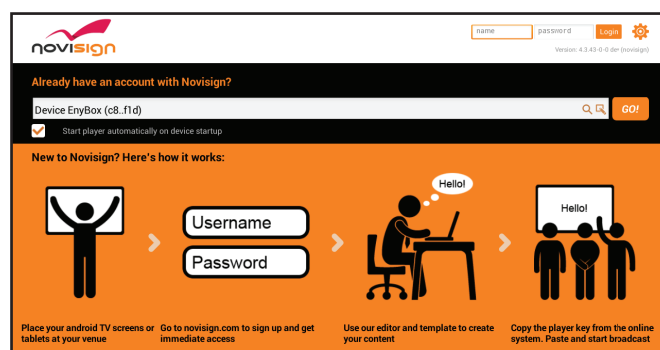 novisign
name
password
Login
Version: 4.3.43-0-0 dev (novisign)
Already have an account with Novisign?
Device EnyBox (c8..f1d)
GO!
Start player automatically on device startup
New to Novisign? Here's how it works:
Username
Password
Hello!
Hello!
Place your android TV screens or
tablets at your venue
Go to novisign.com to sign up and get
immediate access
Use our editor and template to create
your content
Copy the player key from the online
system. Paste and start broadcast